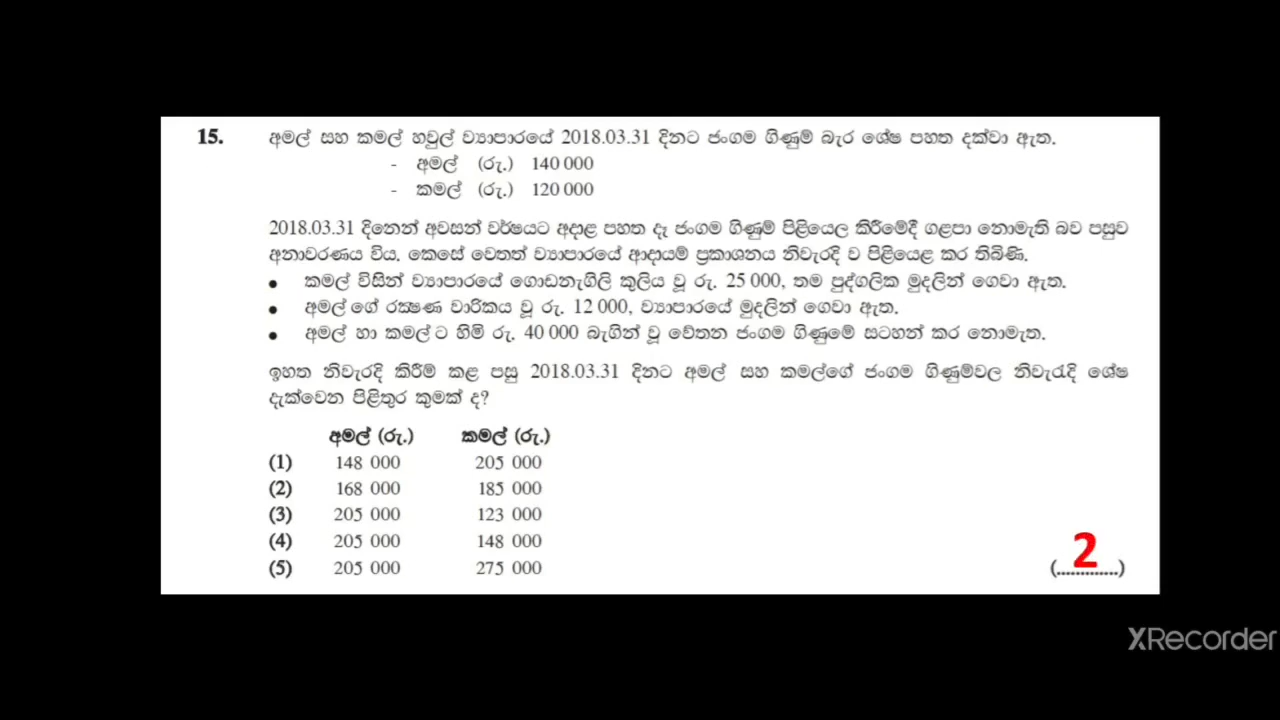 15. අමල් සහ කමල් හවුල් ව්‍යාපාරයේ 2018.03.31 දිනට ජංගම ගිණුම් බැර ශේෂ පහත දක්වා ඇත.
- අමල් (රු.) 140 000
- කමල් (රු.) 120 000
2018.03.31 දිනෙන් අවසන් වර්ෂයට අදාළ පහත දෑ ජංගම ගිණුම් පිළියෙල කිරීමේදී ගළපා නොමැති බව පසුව
අනාවරණය විය. කෙසේ වෙතත් ව්‍යාපාරයේ ආදායම් ප්‍රකාශනය නිවැරදි ව පිළියෙළ කර තිබිණි.
• කමල් විසින් ව්‍යාපාරයේ ගොඩනැගිලි කුලිය වූ රු. 25 000, තම පුද්ගලික මුදලින් ගෙවා ඇත.
• අමල් ගේ රක්ෂණ වාරිකය වූ රු. 12 000, ව්‍යාපාරයේ මුදලින් ගෙවා ඇත.
• අමල් හා කමල් ට හිමි රු. 40 000 බැගින් වූ වේතන ජංගම ගිණුමේ සටහන් කර නොමැත.
ඉහත නිවැරදි කිරීම් කළ පසු 2018.03.31 දිනට අමල් සහ කමල්ගේ ජංගම ගිණුම්වල නිවැරැදි ශේෂ
දැක්වෙන පිළිතුර කුමක් ද?
අමල් (රු.) කමල් (රු.)
(1) 148 000 205 000
(2) 168 000 185 000
(3) 205 000 123 000
(4) 205 000 148 000
(5) 205 000 275 000
(.............)
2
XRecorder